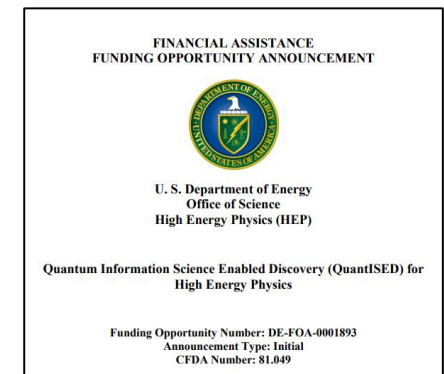 FINANCIAL ASSISTANCE
FUNDING OPPORTUNITY ANNOUNCEMENT
DEPARTMENT OF ENERGY
UNITED STATES OF AMERICA
U. S. Department of Energy
Office of Science
High Energy Physics (HEP)
Quantum Information Science Enabled Discovery (QuantISED) for
High Energy Physics
Funding Opportunity Number: DE-FOA-0001893
Announcement Type: Initial
CFDA Number: 81.049